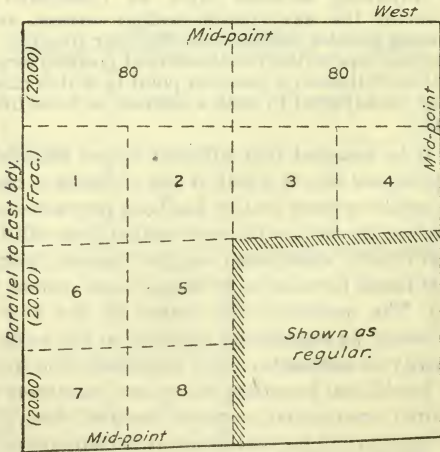 West
Mid-point
(20.00)
80
80
Mid-point
Parallel to East bdy.
(Frac.)
1
2
3
4
(20.00)
6
5
Shown as
regular.
(20.00)
7
8
Mid-point